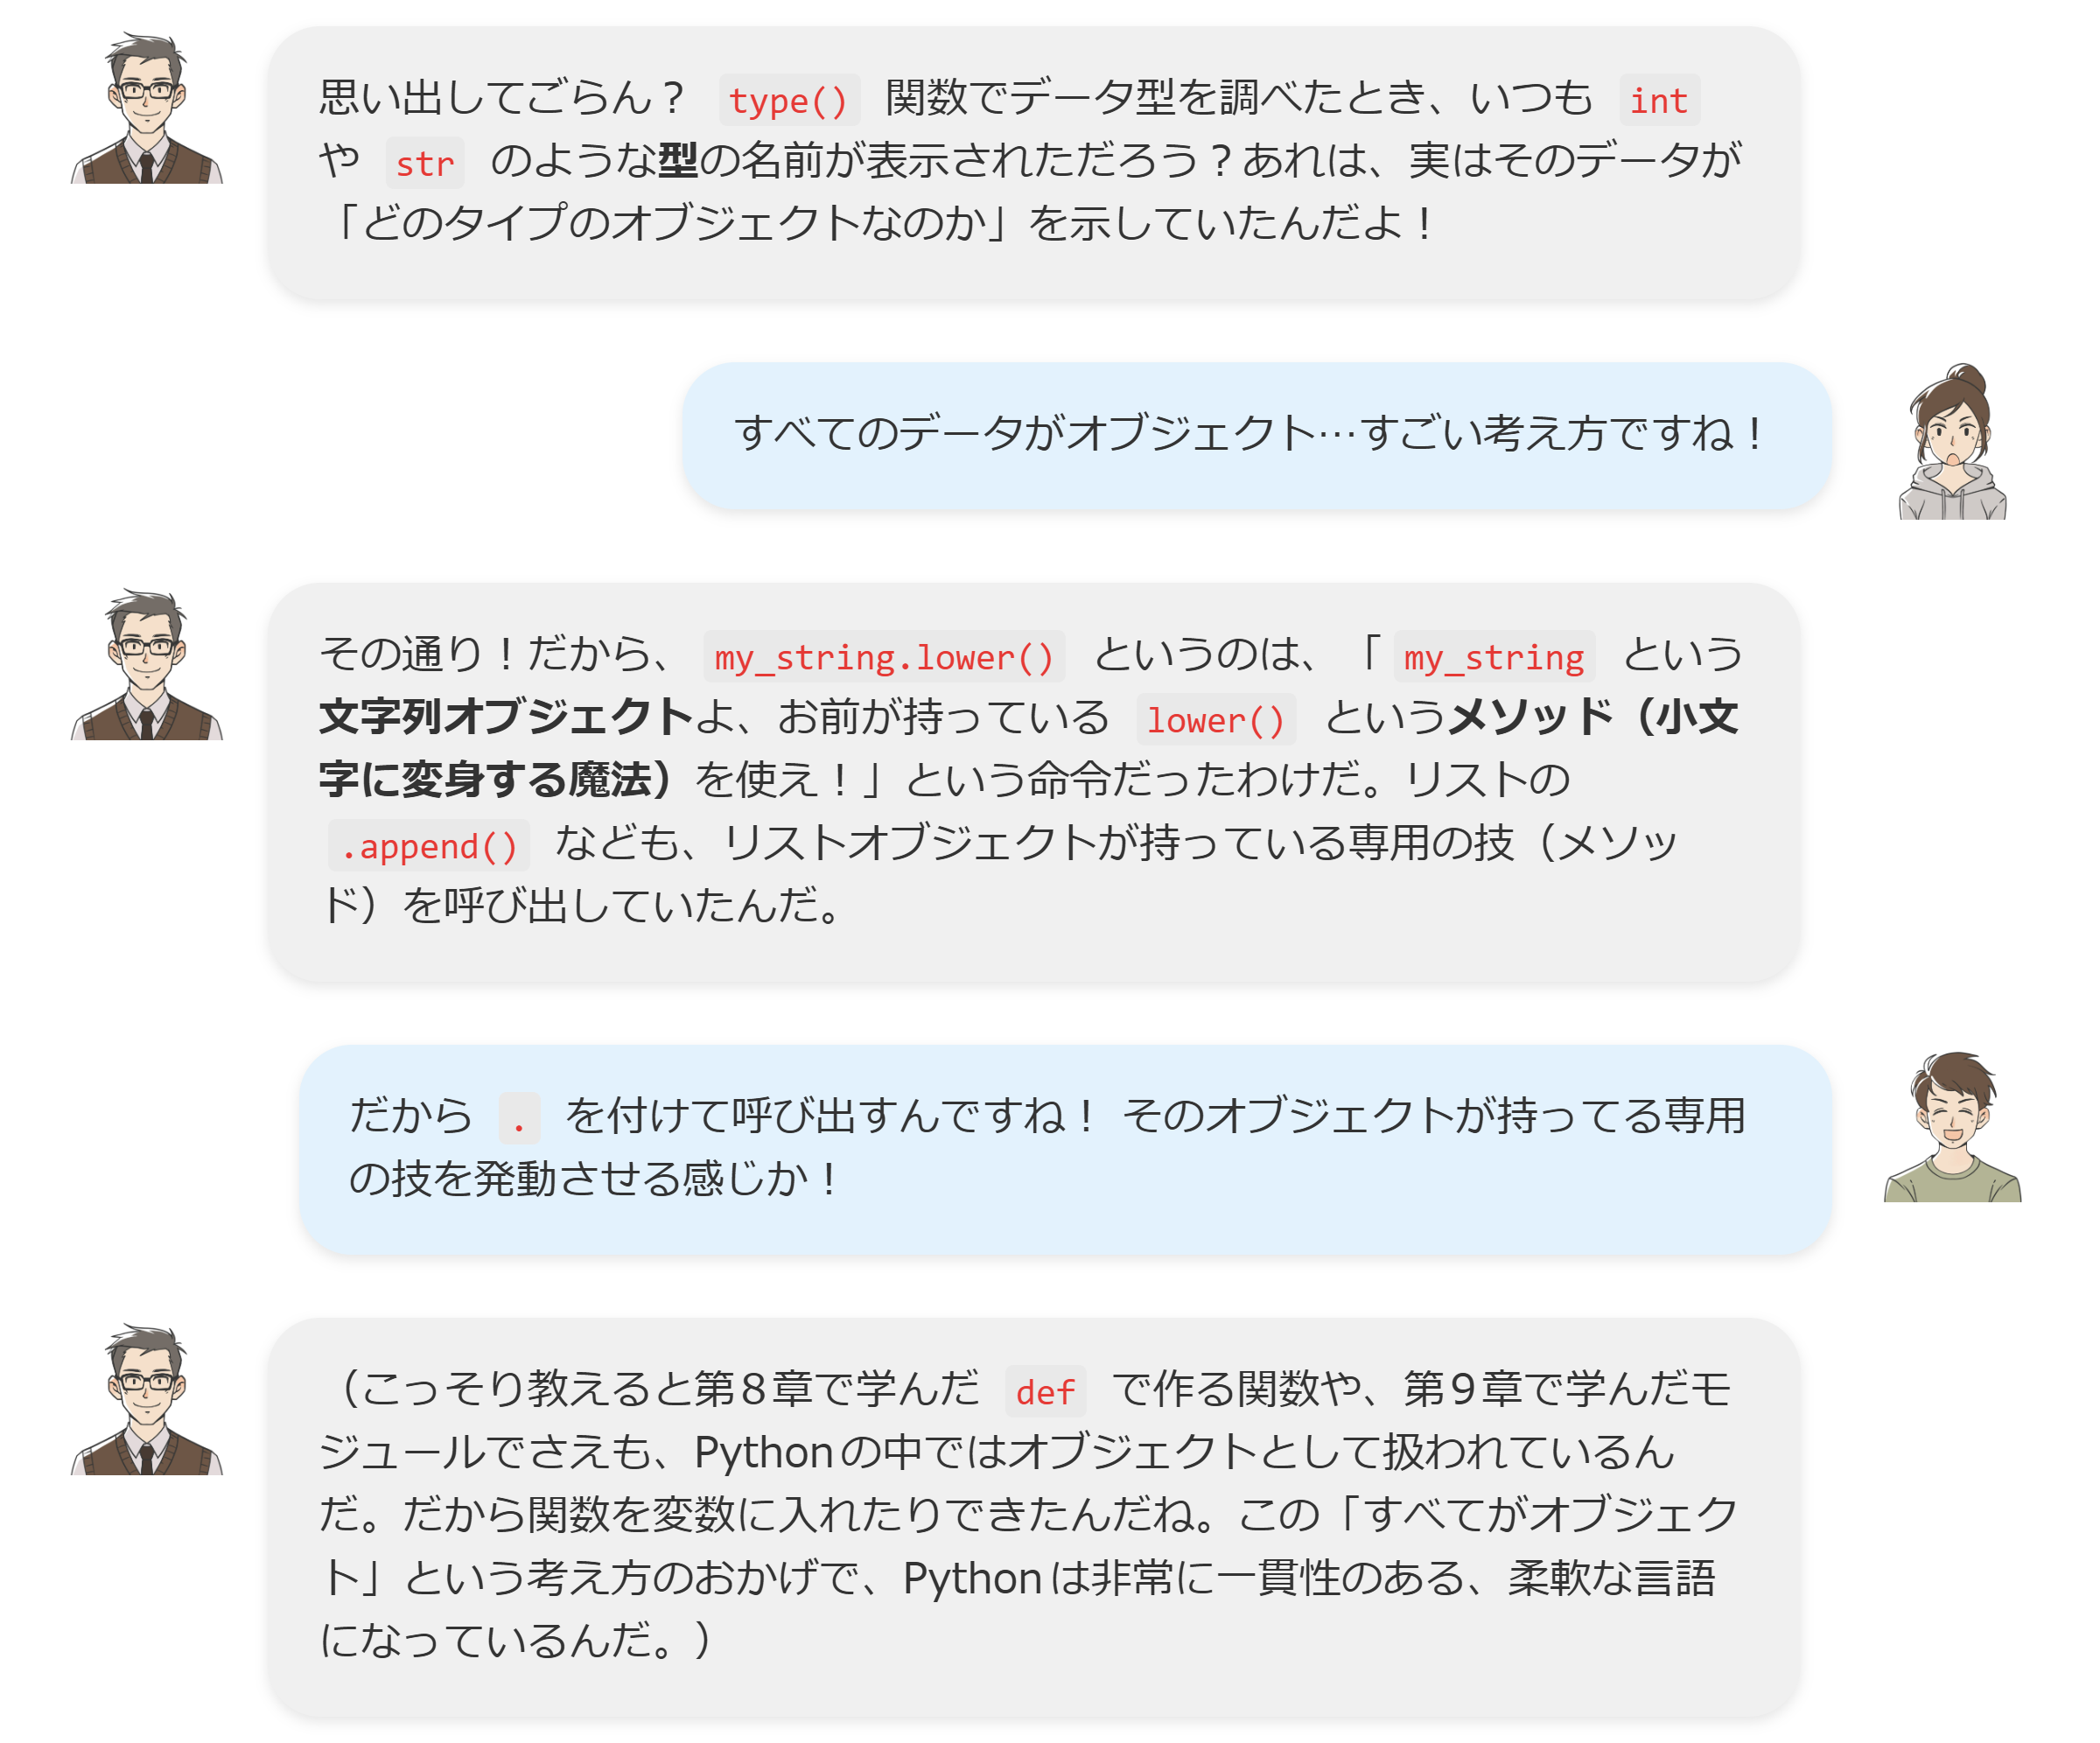 思い出してごらん？ type() 関数でデータ型を調べたとき、いつも int
や str のような型の名前が表示されただろう？あれは、実はそのデータが
「どのタイプのオブジェクトなのか」を示していたんだよ！
すべてのデータがオブジェクト…すごい考え方ですね！
その通り！だから、 my_string.lower() というのは、「 my_string という
文字列オブジェクトよ、お前が持っている lower() というメソッド（小文
字に変身する魔法）を使え！」という命令だったわけだ。リストの
.append() なども、リストオブジェクトが持っている専用の技（メソッ
ド）を呼び出していたんだ。
だから . を付けて呼び出すんですね！ そのオブジェクトが持ってる専用
の技を発動させる感じか！
（こっそり教えると第８章で学んだ def で作る関数や、第９章で学んだモ
ジュールでさえも、Pythonの中ではオブジェクトとして扱われているん
だ。だから関数を変数に入れたりできたんだね。この「すべてがオブジェク
ト」という考え方のおかげで、Pythonは非常に一貫性のある、柔軟な言語
になっているんだ。）